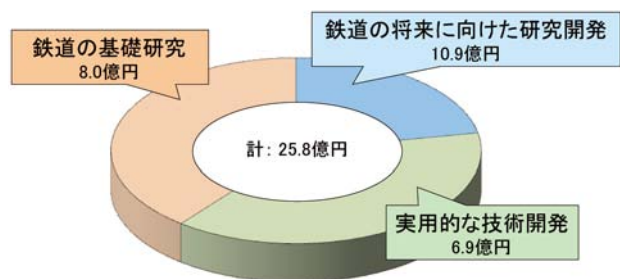 鉄道の基礎研究
8.0億円
鉄道の将来に向けた研究開発
10.9億円
計：25.8億円
実用的な技術開発
6.9億円